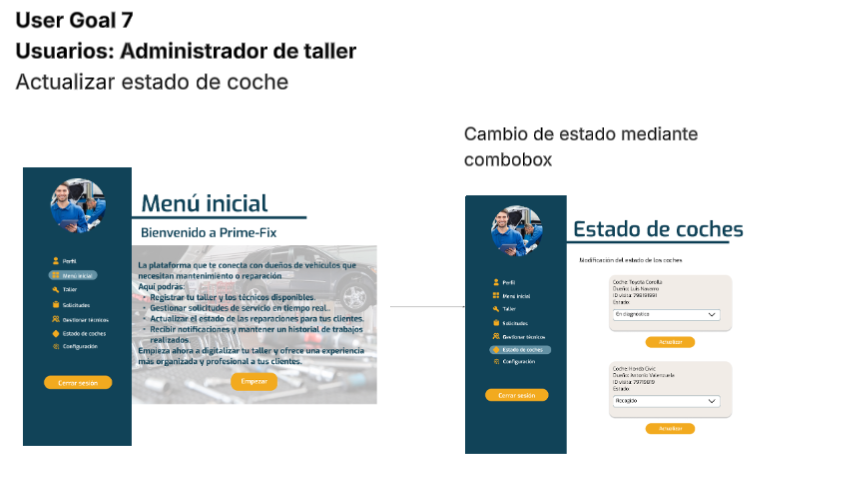 User Goal 7
Usuarios: Administrador de taller
Actualizar estado de coche
Cambio de estado mediante
combobox
Menú inicial
Bienvenido a Prime-Fix
Perfil
Menú inicial
Taller
Solicitudes
Gestionar técnicos
Estado de coches
Configuración
Cerrar sesión
La plataforma que te conecta con dueños de vehículos que
necesitan mantenimiento o reparación.
Aquí podrás:
• Registrar tu taller y los técnicos disponibles.
• Gestionar solicitudes de servicio en tiempo real..
• Actualizar el estado de las reparaciones para tus clientes.
• Recibir notificaciones y mantener un historial de trabajos
realizados.
Empieza ahora a digitalizar tu taller y ofrece una experiencia
más organizada y profesional a tus clientes.
Empezar
Estado de coches
Modificación del estado de los coches
Perfil
Menú inicial
Taller
Solicitudes
Gestionar técnicos
Estado de coches
Configuración
Cerrar sesión
Coche Toyota Corolla
Dueño: Luis Navarro
ID visita:
Estado
En diagnóstico
Actualizar
Coche Honda Civic
Dueño: Antonio Valenzuela
ID visita:
Estado
Recogido
Actualizar